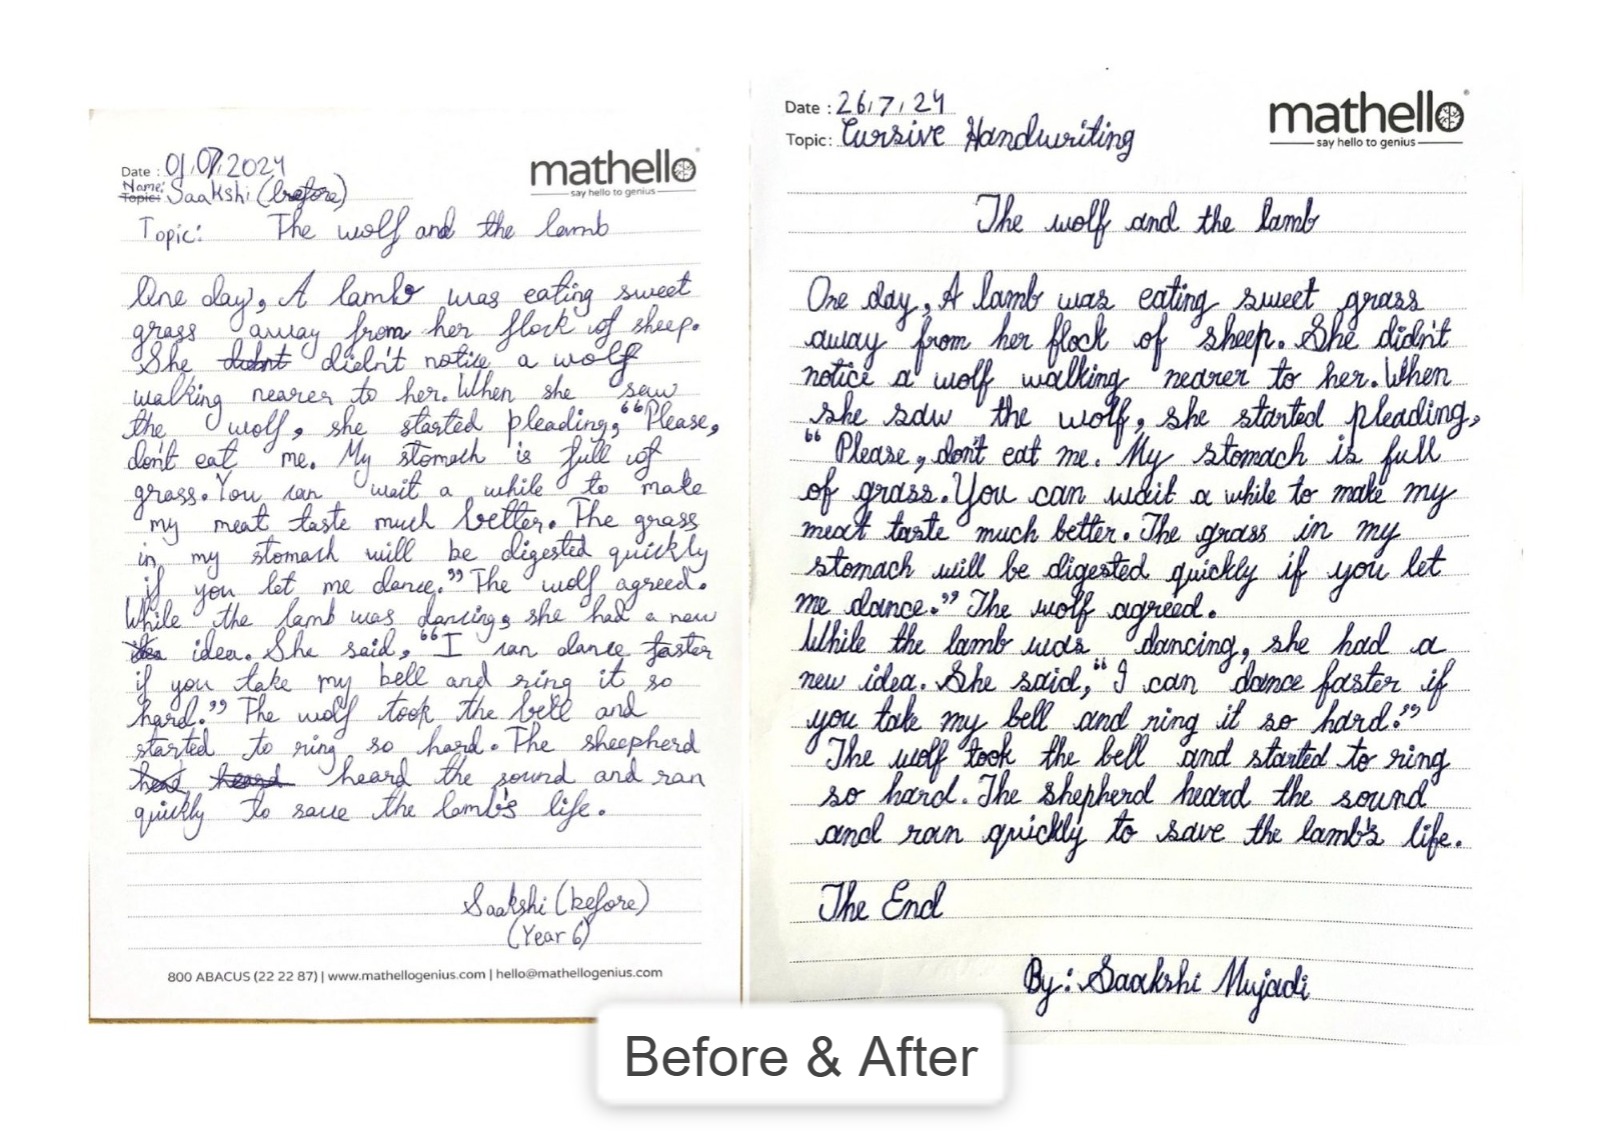 Date : 01.07.2024
mathello
say hello to genius
Name:
Topic: Saakshi (before)
Topic: The wolf and the lamb
One day, A lamb was eating sweet
grass away from her flock of sheep.
She didnt didn't notice a wolf
walking nearer to her. When she saw
the wolf, she started pleading, "Please,
don't eat me. My stomach is full of
grass. You can wait a while to make
my meat taste much better. The grass
in my stomach will be digested quickly
if you let me dance." The wolf agreed.
While the lamb was dancing, she had a new
idea. She said, "I can dance faster
if you take my bell and ring it so
hard." The wolf took the bell and
started to ring so hard. The sheepherd
heard heard the sound and ran
quickly to save the lamb's life.
Saakshi (before)
(Year 6)
800 ABACUS (22 22 87) | www.mathellogenius.com | hello@mathellogenius.com
Date : 26/7/24
Topic: Cursive Handwriting
mathello
say hello to genius
The wolf and the lamb
One day, A lamb was eating sweet grass
away from her flock of sheep. She didn't
notice a wolf walking nearer to her. When
she saw the wolf, she started pleading,
"Please, don't eat me. My stomach is full
of grass. You can wait a while to make my
meat taste much better. The grass in my
stomach will be digested quickly if you let
me dance." The wolf agreed.
While the lamb was dancing, she had a
new idea. She said, "I can dance faster if
you take my bell and ring it so hard."
The wolf took the bell and started to ring
so hard. The shepherd heard the sound
and ran quickly to save the lamb's life.
The End
By: Saakshi Mujadi
Before & After